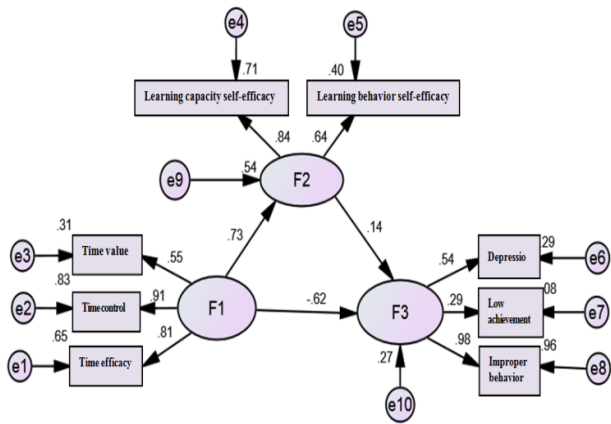 e4
e5
.71
.40
Learning capacity self-efficacy
Learning behavior self-efficacy
.84
.64
e9
.54
F2
.31
.73
.14
e3
Time value
.55
.54
Depressio
.29
e6
.83
e2
Timecontrol
.91
F1
-.62
F3
.29
Low
achievement
.08
e7
.65
.81
e1
Time efficacy
.27
.98
Improper
behavior
.96
e8
e10